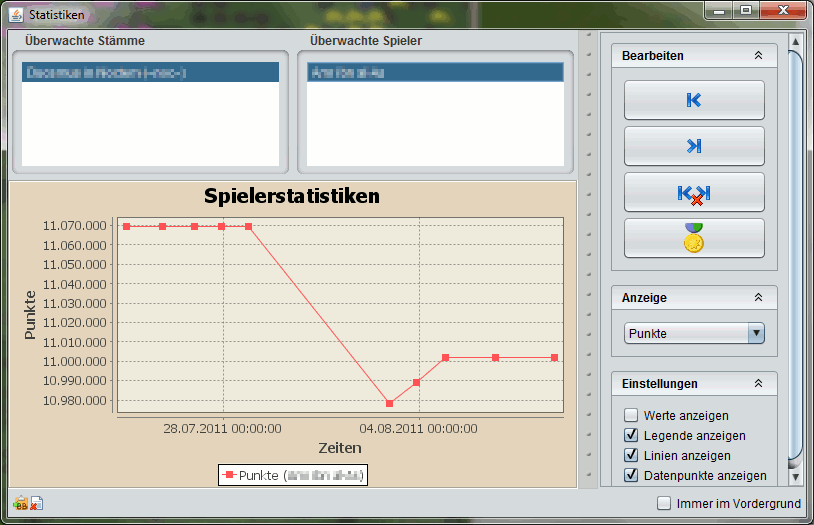 Statistiken
Überwachte Stämme
Überwachte Spieler
Spielerstatistiken
Punkte
11.070.000
11.060.000
11.050.000
11.040.000
11.030.000
11.020.000
11.010.000
11.000.000
10.990.000
10.980.000
28.07.2011 00:00:00
04.08.2011 00:00:00
Zeiten
Punkte (
Bearbeiten
Anzeige
Punkte
Einstellungen
Werte anzeigen
Legende anzeigen
Linien anzeigen
Datenpunkte anzeigen
BB
Immer im Vordergrund